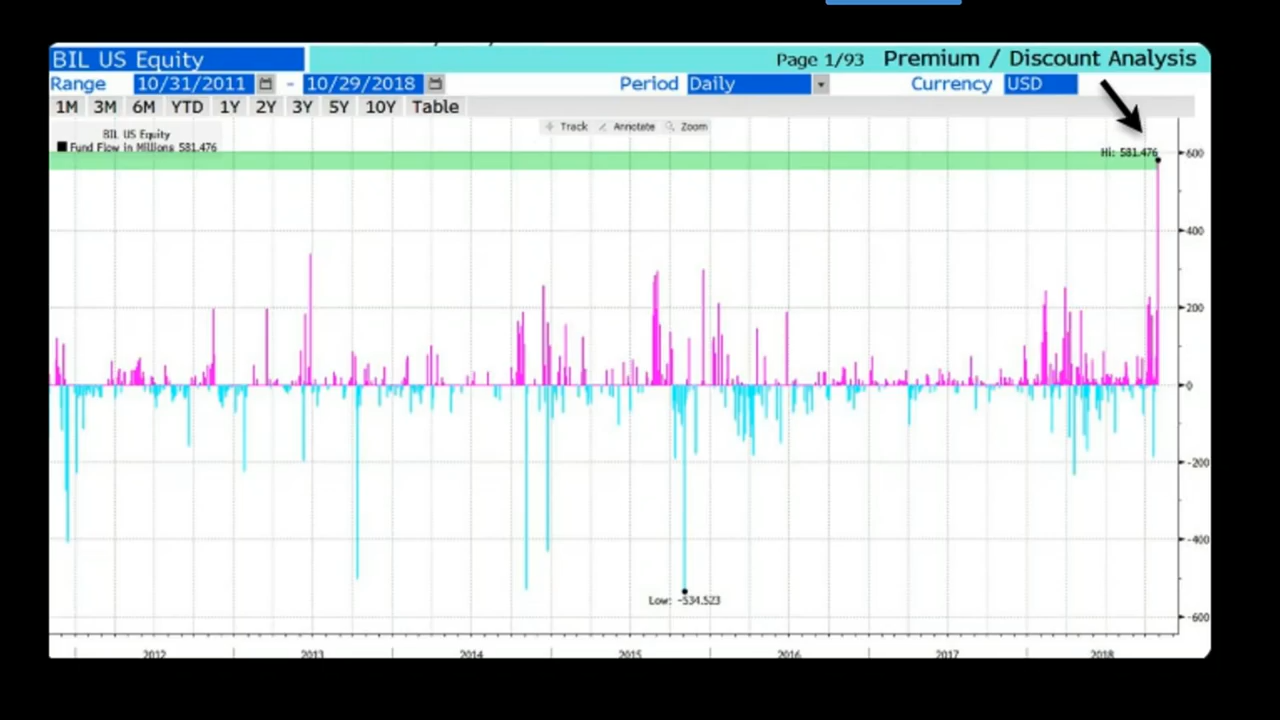 BIL US Equity
Page 1/93 Premium / Discount Analysis
Range 10/31/2011 - 10/29/2018 Period Daily Currency USD
1M 3M 6M YTD 1Y 2Y 3Y 5Y 10Y Table
Track Annotate Zoom
BIL US Equity
Fund Flow in Millions 581.476
Hi: 581.476
600
400
200
0
-200
-400
Low: -534.523
-600
2012 2013 2014 2015 2016 2017 2018